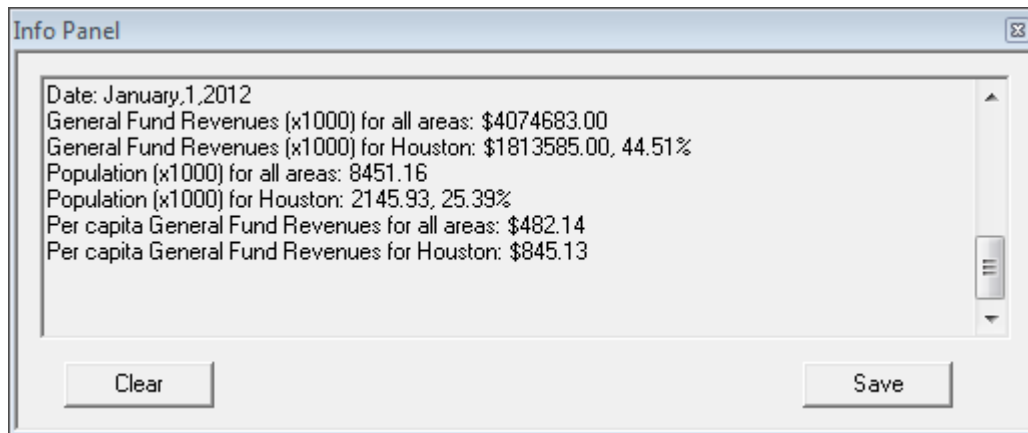 Info Panel
Date: January,1,2012
General Fund Revenues (x1000) for all areas: $4074683.00
General Fund Revenues (x1000) for Houston: $1813585.00, 44.51%
Population (x1000) for all areas: 8451.16
Population (x1000) for Houston: 2145.93, 25.39%
Per capita General Fund Revenues for all areas: $482.14
Per capita General Fund Revenues for Houston: $845.13
Clear
Save